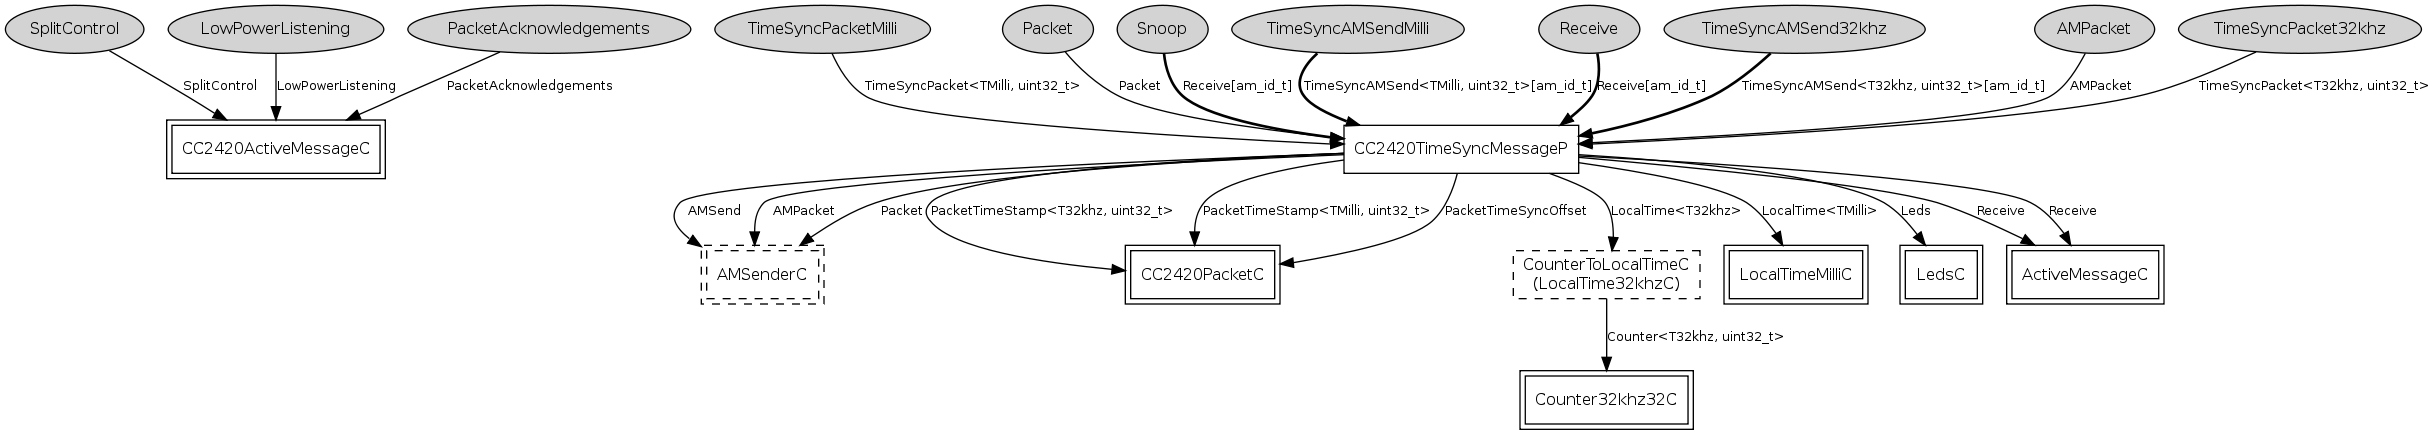 SplitControl
LowPowerListening
PacketAcknowledgements
TimeSyncPacketMilli
Packet
Snoop
TimeSyncAMSendMilli
Receive
TimeSyncAMSend32khz
AMPacket
TimeSyncPacket32khz
SplitControl
LowPowerListening
PacketAcknowledgements
TimeSyncPacket<TMilli, uint32_t>
Packet
Receive[am_id_t]
TimeSyncAMSend<TMilli, uint32_t>[am_id_t]
Receive[am_id_t]
TimeSyncAMSend<T32khz, uint32_t>[am_id_t]
AMPacket
TimeSyncPacket<T32khz, uint32_t>
CC2420ActiveMessageC
CC2420TimeSyncMessageP
AMSend
AMPacket
Packet
PacketTimeStamp<T32khz, uint32_t>
PacketTimeStamp<TMilli, uint32_t>
PacketTimeSyncOffset
LocalTime<T32khz>
LocalTime<TMilli>
Leds
Receive
Receive
AMSenderC
CC2420PacketC
CounterToLocalTimeC
(LocalTime32khzC)
LocalTimeMilliC
LedsC
ActiveMessageC
Counter<T32khz, uint32_t>
Counter32khz32C